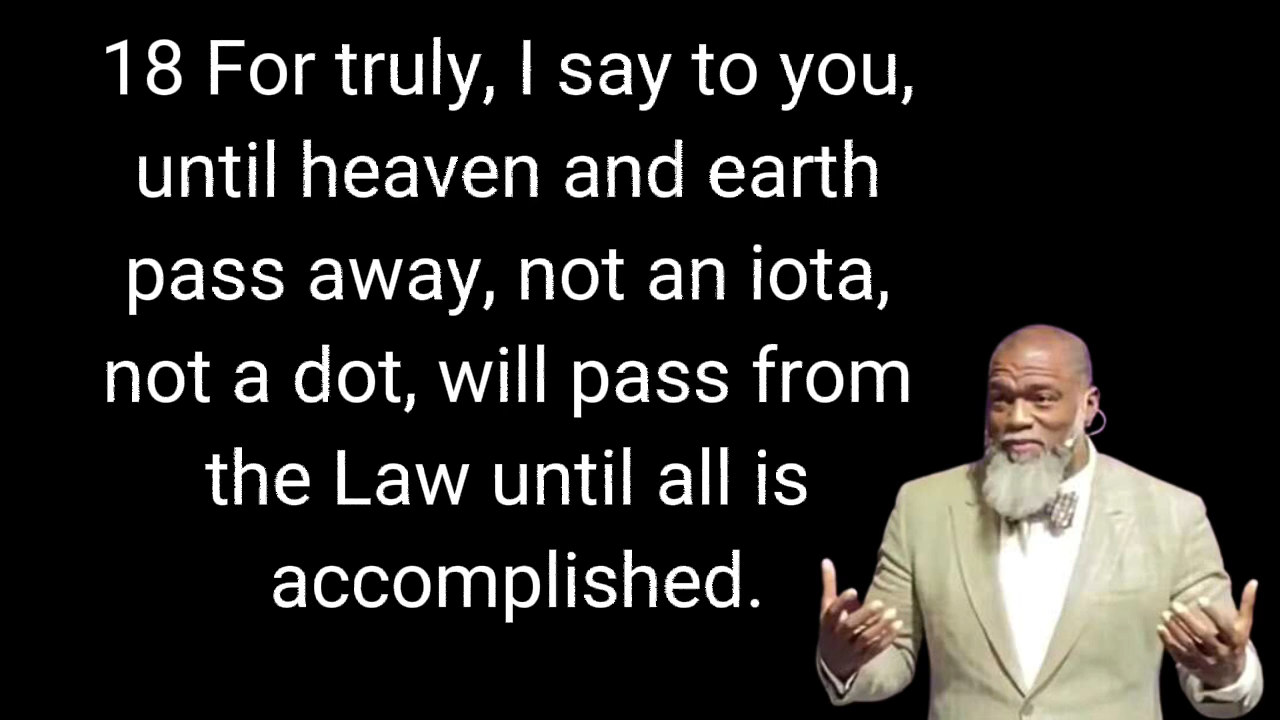 18 For truly, I say to you,
until heaven and earth
pass away, not an iota,
not a dot, will pass from
the Law until all is
accomplished.